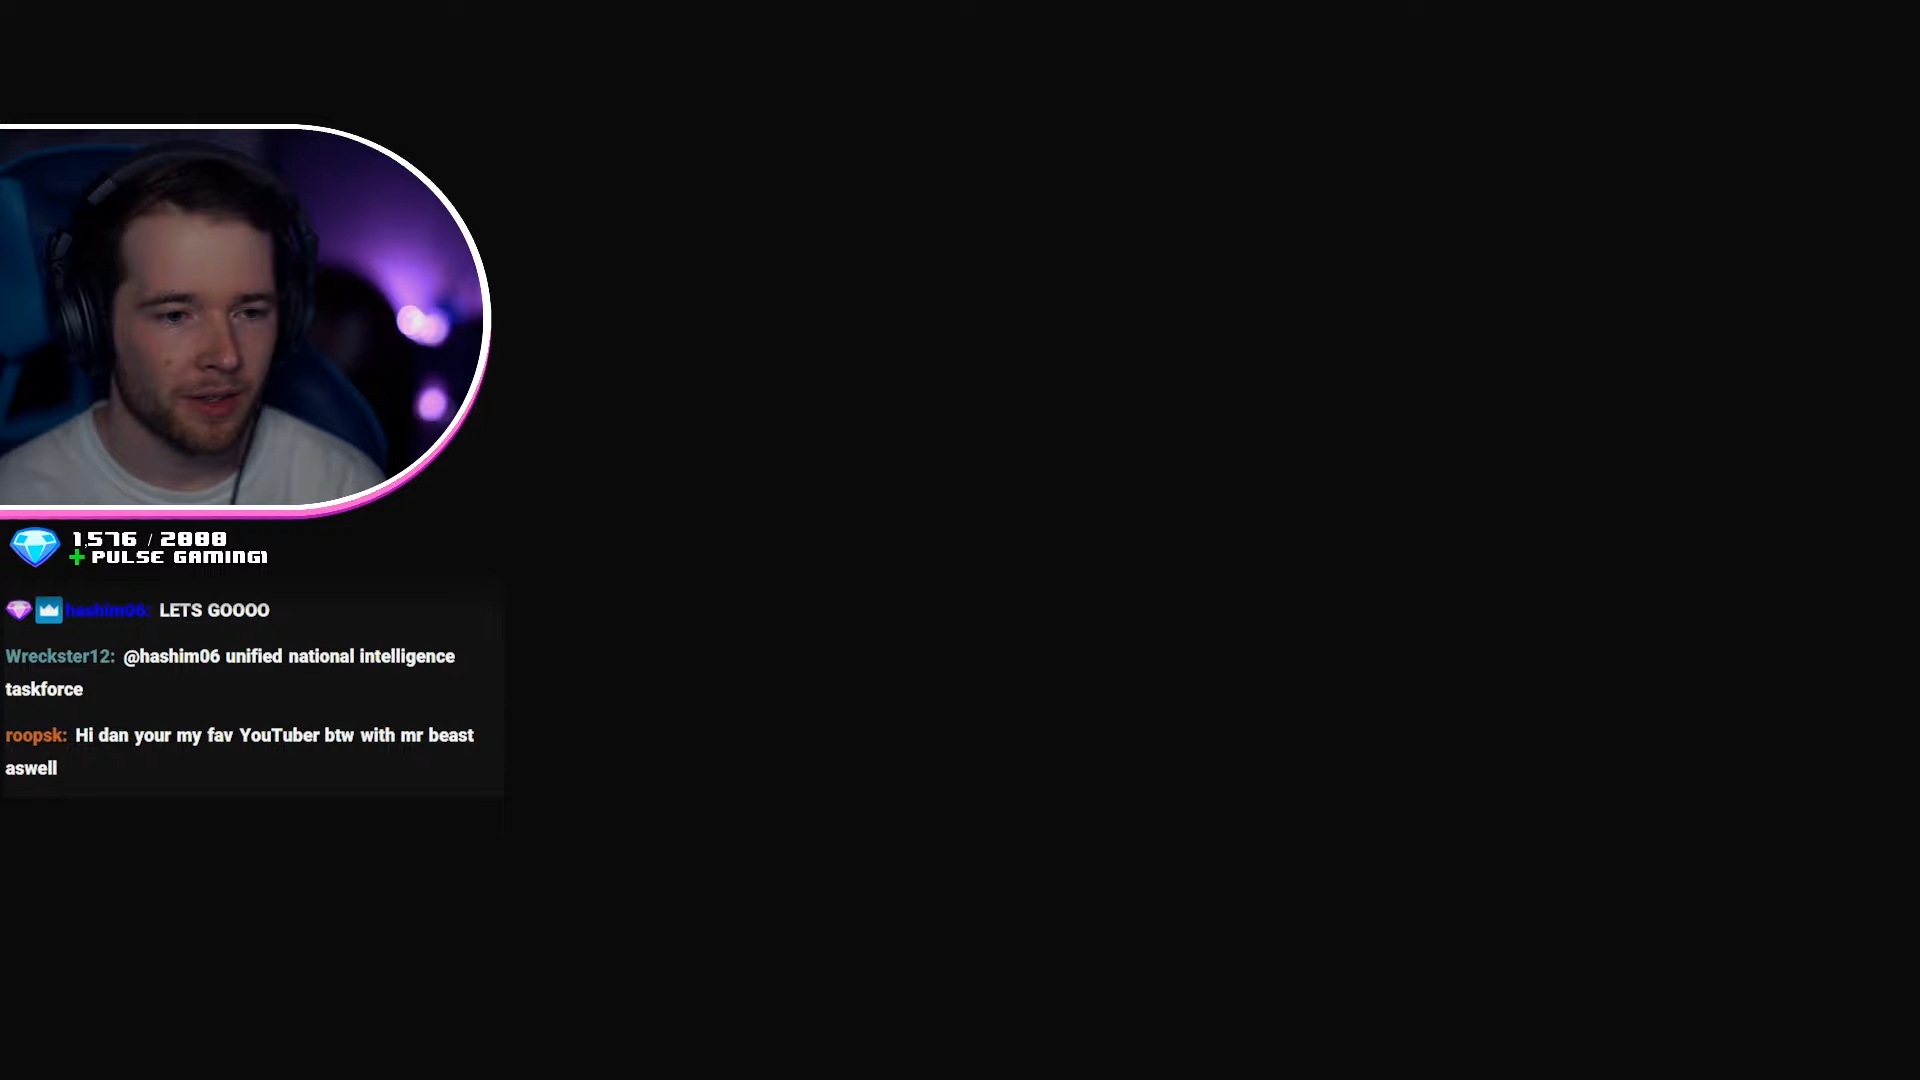 1,576 / 2000
+ PULSE GAMING1
hashim06: LETS GOOOO
Wreckster12: @hashim06 unified national intelligence
taskforce
roopsk: Hi dan your my fav YouTuber btw with mr beast
aswell